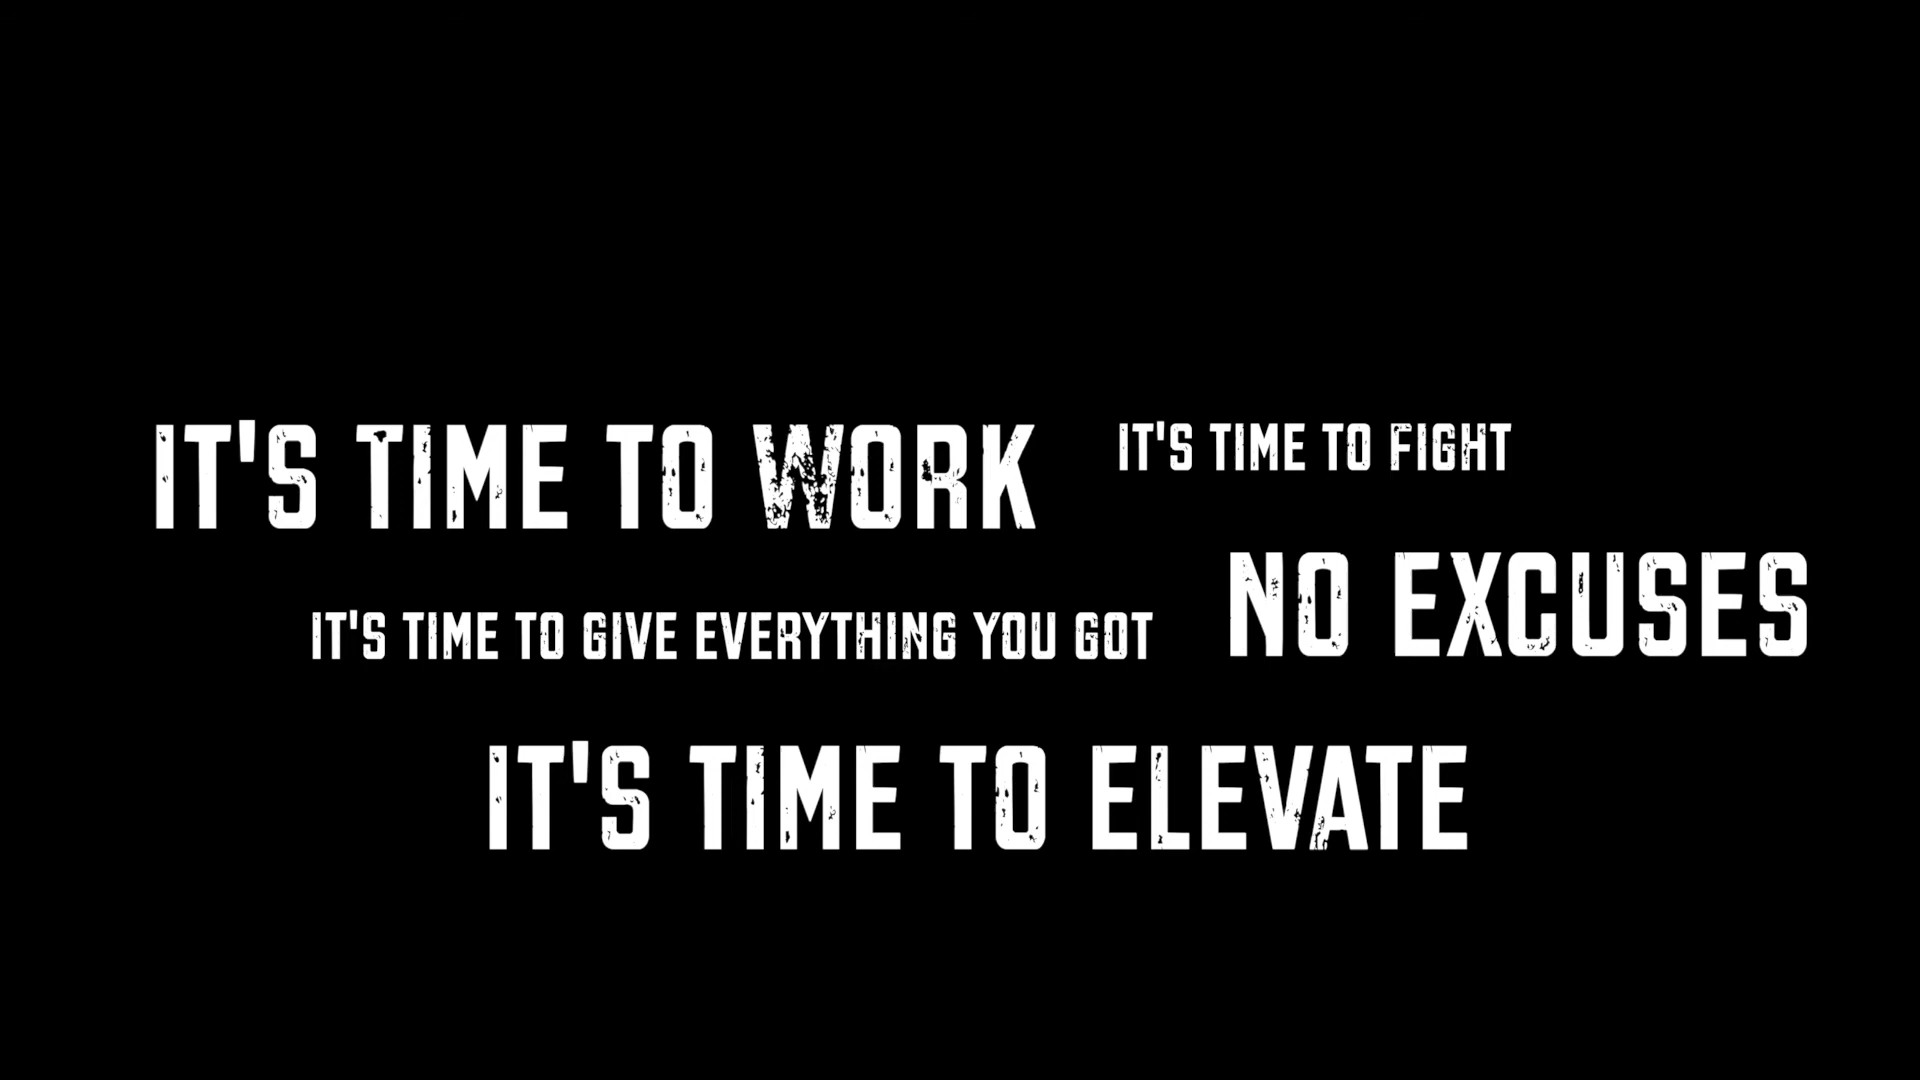 IT'S TIME TO WORK
IT'S TIME TO FIGHT
NO EXCUSES
IT'S TIME TO GIVE EVERYTHING YOU GOT
IT'S TIME TO ELEVATE